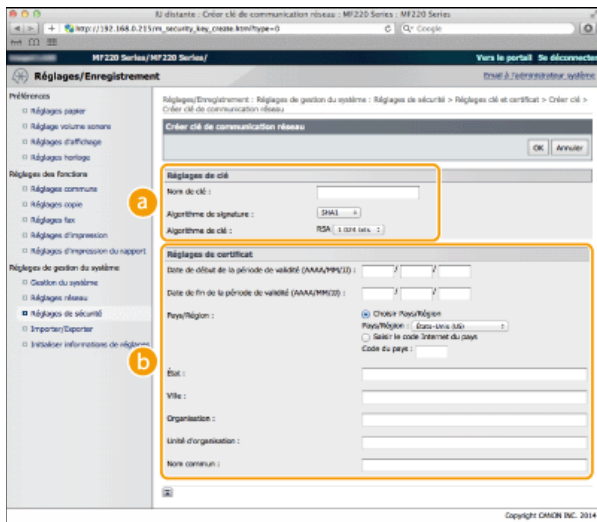 IU distante : Créer clé de communication réseau : MF220 Series : MF220 Series
http://192.168.0.215/m_security_key_create.html?type=0
Google
MF220 Series/MF220 Series/
Vers le portail Se déconnecter
Réglages/Enregistrement
Email à l'administrateur système
Préférences
Réglages papier
Réglage volume sonore
Réglages d'affichage
Réglages horloge
Réglages des fonctions
Réglages communs
Réglages copie
Réglages fax
Réglages d'impression
Réglages d'impression du rapport
Réglages de gestion du système
Gestion du système
Réglages réseau
Réglages de sécurité
Importer/Exporter
Initialiser informations de réglages
Réglages/Enregistrement : Réglages de gestion du système : Réglages de sécurité > Réglages clé et certificat > Créer clé >
Créer clé de communication réseau
Créer clé de communication réseau
OK Annuler
a
Réglages de clé
Nom de clé :
Algorithme de signature : SHA1
Algorithme de clé : RSA 1 024 bits
b
Réglages de certificat
Date de début de la période de validité (AAAA/MM/JJ) : / /
Date de fin de la période de validité (AAAA/MM/JJ) : / /
Pays/Région : Choisir Pays/Région
Pays/Région : États-Unis (US)
Saisir le code Internet du pays
Code du pays :
État :
Ville :
Organisation :
Unité d'organisation :
Nom commun :
Copyright CANON INC. 2014